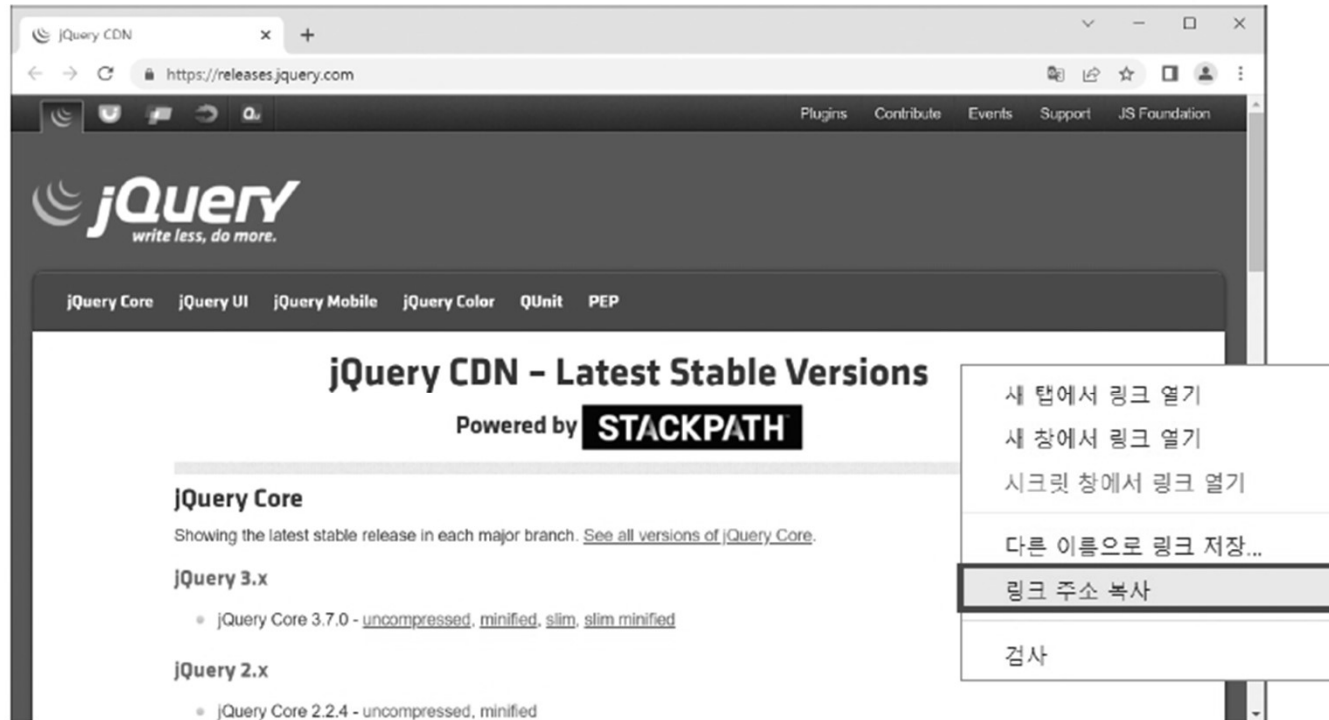 jQuery CDN
https://releases.jquery.com
Plugins Contribute Events Support JS Foundation
jQuery
write less, do more.
jQuery Core jQuery UI jQuery Mobile jQuery Color QUnit PEP
jQuery CDN – Latest Stable Versions
Powered by STACKPATH
jQuery Core
Showing the latest stable release in each major branch. See all versions of jQuery Core.
jQuery 3.x
jQuery Core 3.7.0 - uncompressed, minified, slim, slim minified
jQuery 2.x
jQuery Core 2.2.4 - uncompressed, minified
새 탭에서 링크 열기
새 창에서 링크 열기
시크릿 창에서 링크 열기
다른 이름으로 링크 저장...
링크 주소 복사
검사